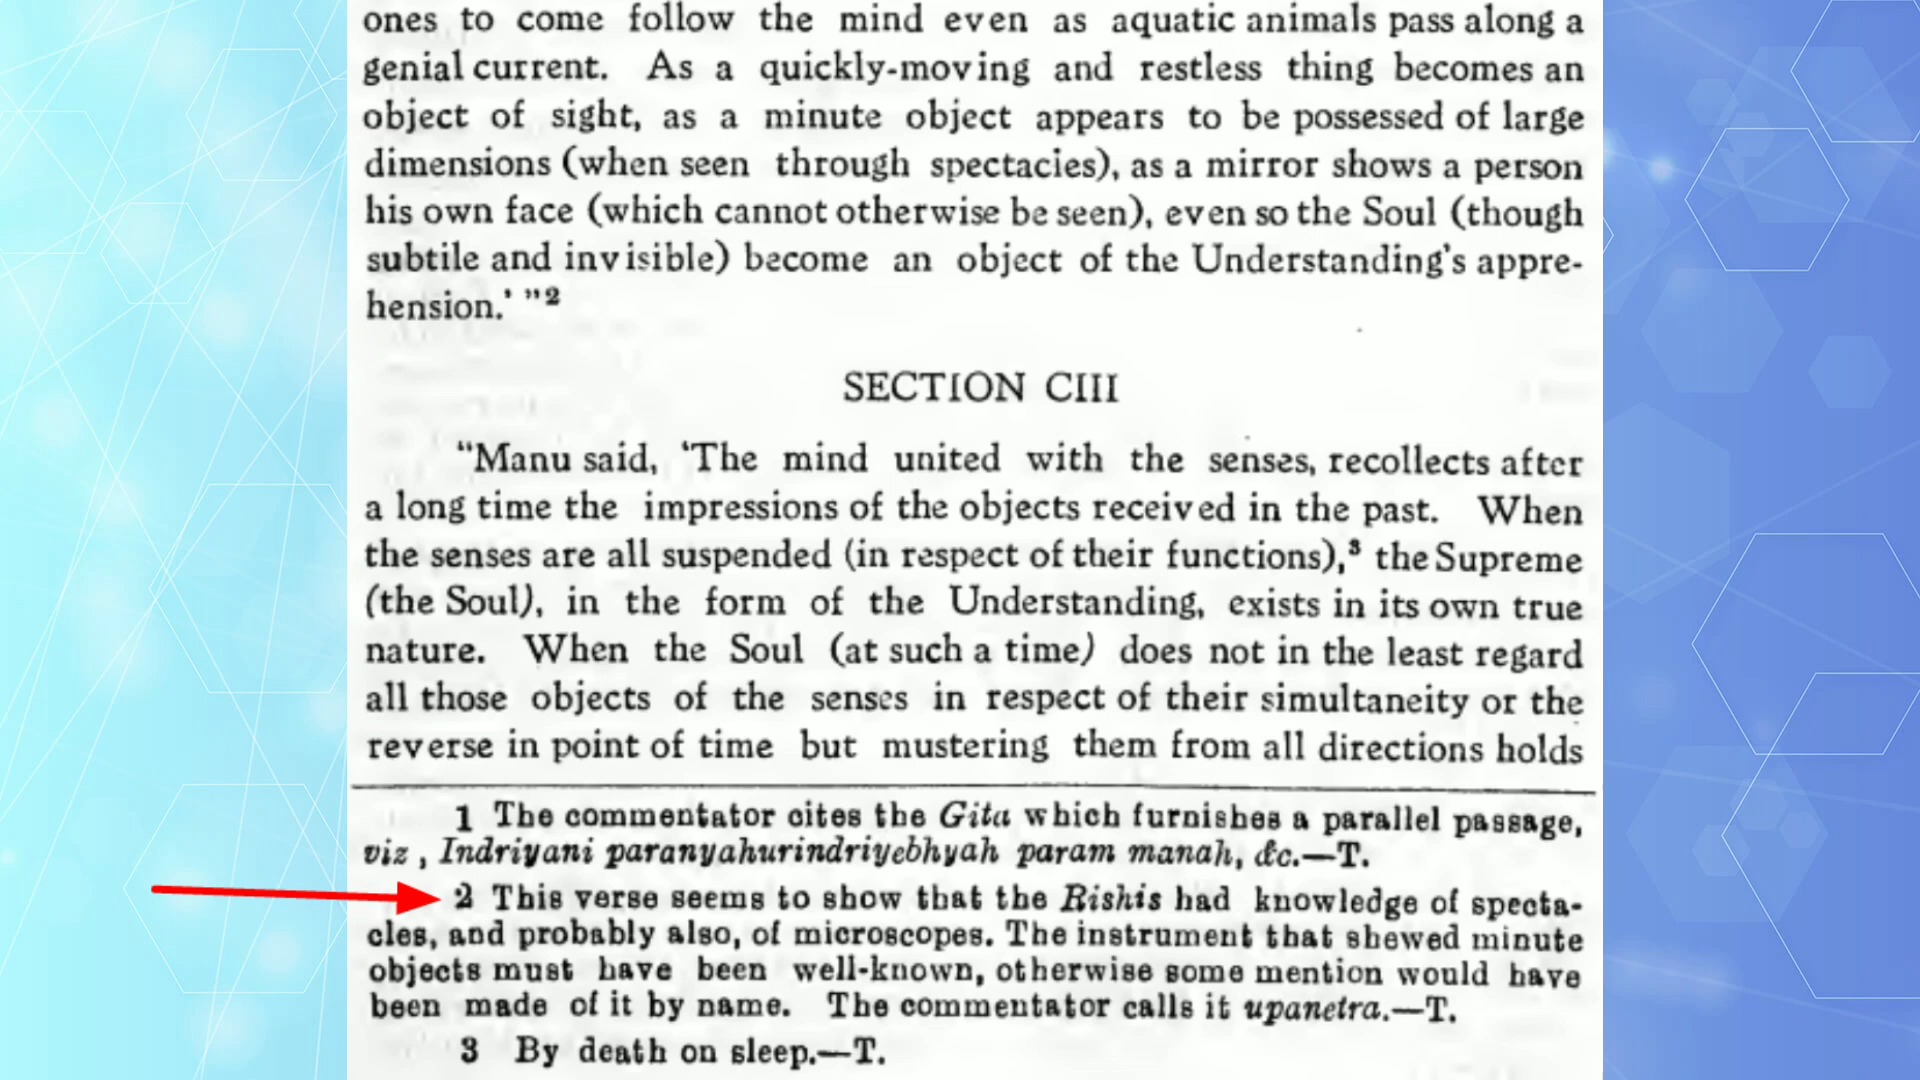 ones to come follow the mind even as aquatic animals pass along a
genial current. As a quickly-moving and restless thing becomes an
object of sight, as a minute object appears to be possessed of large
dimensions (when seen through spectacies), as a mirror shows a person
his own face (which cannot otherwise be seen), even so the Soul (though
subtile and invisible) become an object of the Understanding's appre-
hension.' "2
SECTION CIII
"Manu said, 'The mind united with the senses, recollects after
a long time the impressions of the objects received in the past. When
the senses are all suspended (in respect of their functions),3 the Supreme
(the Soul), in the form of the Understanding, exists in its own true
nature. When the Soul (at such a time) does not in the least regard
all those objects of the senses in respect of their simultaneity or the
reverse in point of time but mustering them from all directions holds
1 The commentator cites the Gita which furnishes a parallel passage,
viz , Indriyani paranyahurindriyebhyah param manah, &c.—T.
2 This verse seems to show that the Rishis had knowledge of specta-
cles, and probably also, of microscopes. The instrument that shewed minute
objects must have been well-known, otherwise some mention would have
been made of it by name. The commentator calls it upanetra.—T.
3 By death on sleep.—T.